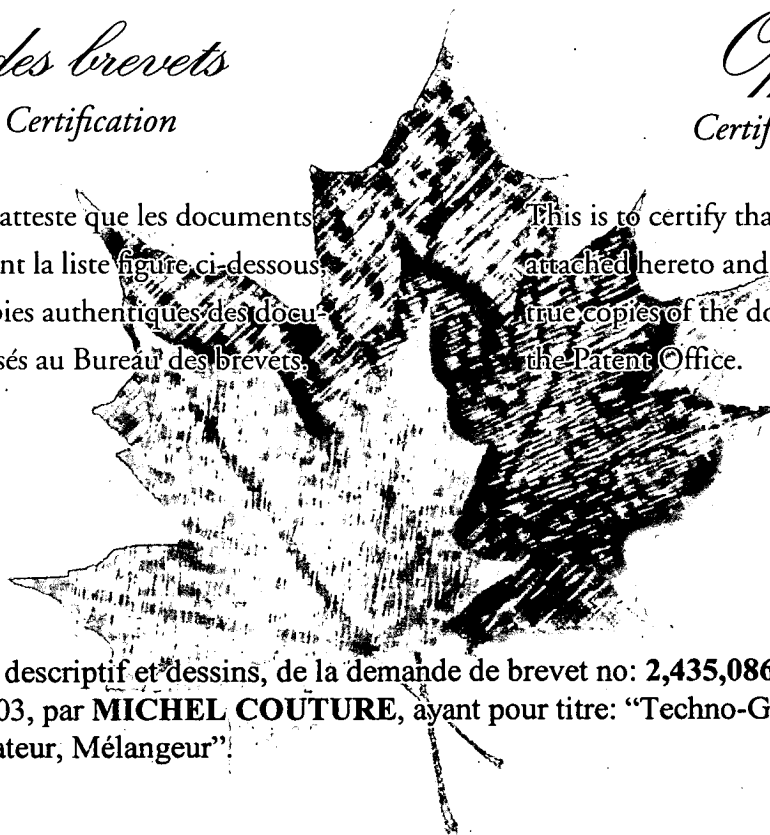 des brevets
Certification
atteste que les documents
nt la liste figure ci-dessous,
pies authentiques des docu-
sés au Bureau des brevets.
Certif
This is to certify tha
attached hereto and
true copies of the do
the Patent Office.
descriptif et dessins, de la demande de brevet no: 2,435,086
03, par MICHEL COUTURE, ayant pour titre: “Techno-G
ateur, Mélangeur”.